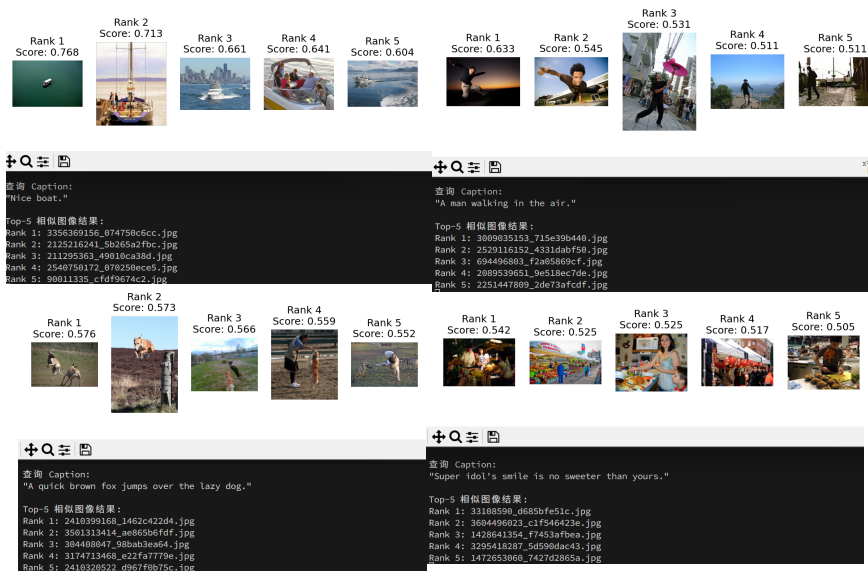 Rank 1
Score: 0.768
Rank 2
Score: 0.713
Rank 3
Score: 0.661
Rank 4
Score: 0.641
Rank 5
Score: 0.604
查询 Caption:
"Nice boat."
Top-5 相似图像结果:
Rank 1: 3356369156_074750c6cc.jpg
Rank 2: 2125216241_5b265a2fbc.jpg
Rank 3: 211295363_49010ca38d.jpg
Rank 4: 2540750172_070250ece5.jpg
Rank 5: 90011335_cfdf9674c2.jpg
Rank 1
Score: 0.633
Rank 2
Score: 0.545
Rank 3
Score: 0.531
Rank 4
Score: 0.511
Rank 5
Score: 0.511
查询 Caption:
"A man walking in the air."
Top-5 相似图像结果:
Rank 1: 3009035153_715e39b440.jpg
Rank 2: 2529116152_4331dabf50.jpg
Rank 3: 694496803_f2a05869cf.jpg
Rank 4: 2089539651_9e518ec7de.jpg
Rank 5: 2251447809_2de73afcdf.jpg
Rank 1
Score: 0.576
Rank 2
Score: 0.573
Rank 3
Score: 0.566
Rank 4
Score: 0.559
Rank 5
Score: 0.552
查询 Caption:
"A quick brown fox jumps over the lazy dog."
Top-5 相似图像结果:
Rank 1: 2410399168_1462c422d4.jpg
Rank 2: 3501313414_ae865b6fdf.jpg
Rank 3: 304408047_98bab3ea64.jpg
Rank 4: 3174713468_e22fa7779e.jpg
Rank 5: 2410320522_d967f0b75c.jpg
Rank 1
Score: 0.542
Rank 2
Score: 0.525
Rank 3
Score: 0.525
Rank 4
Score: 0.517
Rank 5
Score: 0.505
查询 Caption:
"Super idol's smile is no sweeter than yours."
Top-5 相似图像结果:
Rank 1: 33108590_d685bfe51c.jpg
Rank 2: 3604496023_c1f546423e.jpg
Rank 3: 1428641354_f7453afbea.jpg
Rank 4: 3295418287_5d590dac43.jpg
Rank 5: 1472653060_7427d2865a.jpg